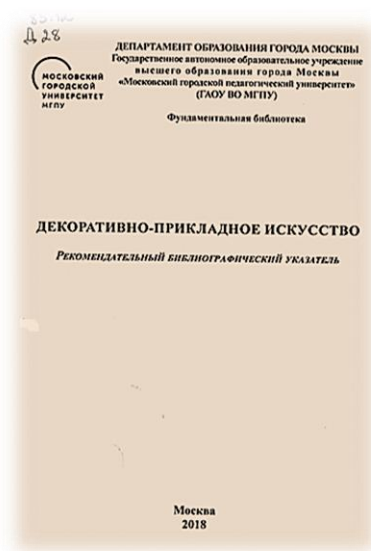 Д 28
ДЕПАРТАМЕНТ ОБРАЗОВАНИЯ ГОРОДА МОСКВЫ
Государственное автономное образовательное учреждение
высшего образования города Москвы
«Московский городской педагогический университет»
(ГАОУ ВО МГПУ)
МОСКОВСКИЙ
ГОРОДСКОЙ
УНИВЕРСИТЕТ
МГПУ
Фундаментальная библиотека
ДЕКОРАТИВНО-ПРИКЛАДНОЕ ИСКУССТВО
РЕКОМЕНДАТЕЛЬНЫЙ БИБЛИОГРАФИЧЕСКИЙ УКАЗАТЕЛЬ
Москва
2018